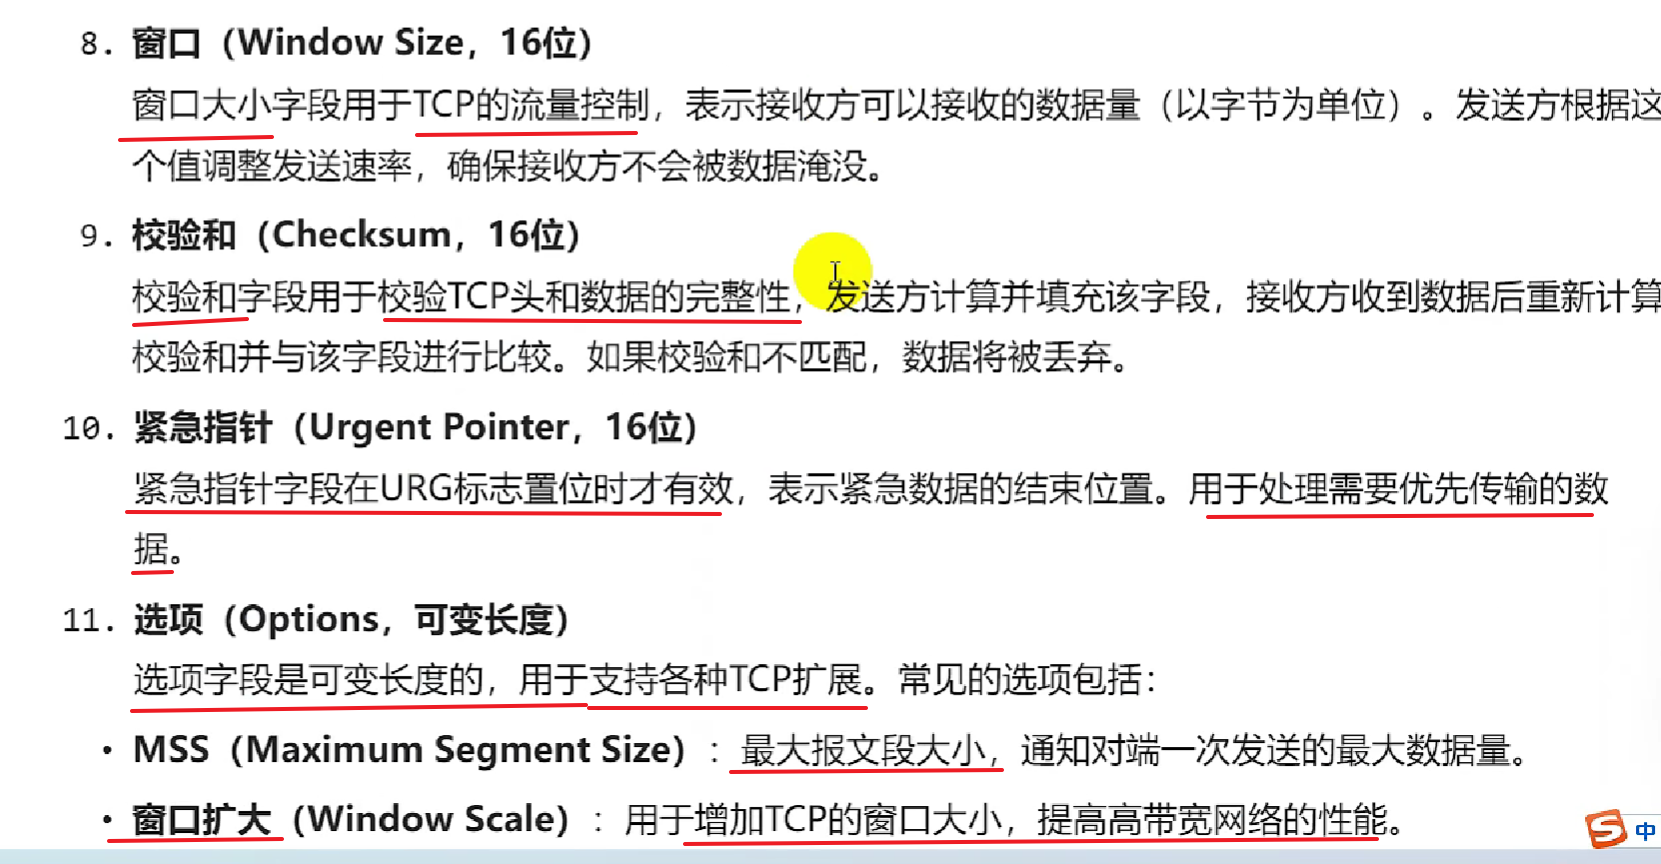 8. 窗口（Window Size，16位）
窗口大小字段用于TCP的流量控制，表示接收方可以接收的数据量（以字节为单位）。发送方根据这
个值调整发送速率，确保接收方不会被数据淹没。
9. 校验和（Checksum，16位）
校验和字段用于校验TCP头和数据的完整性，发送方计算并填充该字段，接收方收到数据后重新计算
校验和并与该字段进行比较。如果校验和不匹配，数据将被丢弃。
10. 紧急指针（Urgent Pointer，16位）
紧急指针字段在URG标志置位时才有效，表示紧急数据的结束位置。用于处理需要优先传输的数
据。
11. 选项（Options，可变长度）
选项字段是可变长度的，用于支持各种TCP扩展。常见的选项包括：
• MSS（Maximum Segment Size）：最大报文段大小，通知对端一次发送的最大数据量。
• 窗口扩大（Window Scale）：用于增加TCP的窗口大小，提高高带宽网络的性能。
S 中